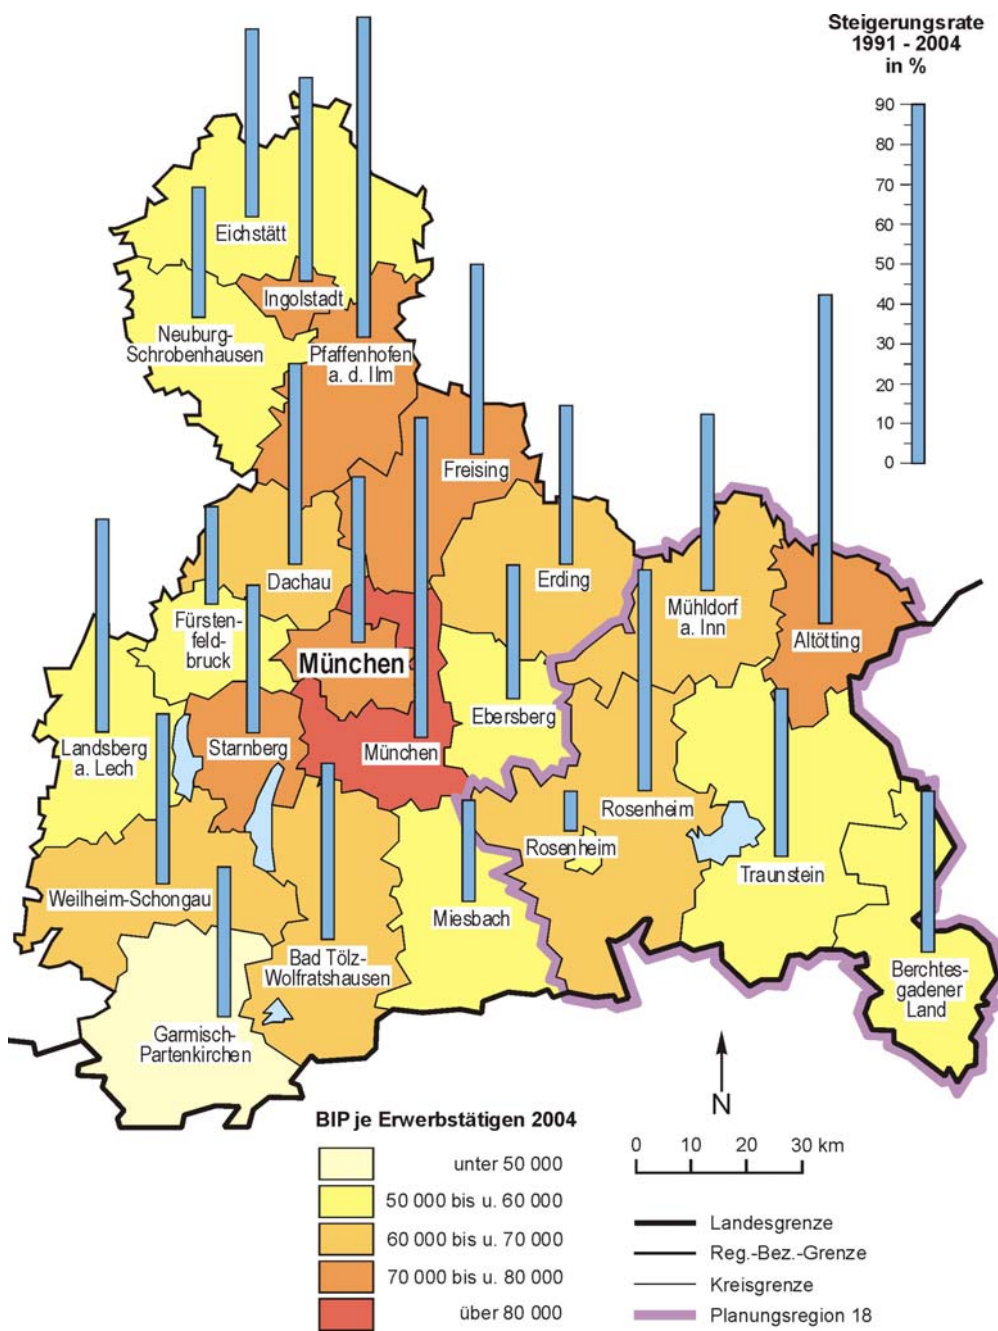 Steigerungsrate
1991 - 2004
in %
90
80
70
60
50
40
30
20
10
0
Eichstätt
Ingolstadt
Neuburg-
Schrobenhausen
Pfaffenhofen
a. d. Ilm
Freising
Dachau
Erding
Fürsten-
feld-
bruck
Mühldorf
a. Inn
Altötting
München
Ebersberg
Landsberg
a. Lech
Starnberg
München
Rosenheim
Rosenheim
Traunstein
Weilheim-Schongau
Miesbach
Bad Tölz-
Wolfratshausen
Berchtes-
gadener
Land
Garmisch-
Partenkirchen
N
BIP je Erwerbstätigen 2004
unter 50 000
50 000 bis u. 60 000
60 000 bis u. 70 000
70 000 bis u. 80 000
über 80 000
0 10 20 30 km
Landesgrenze
Reg.-Bez.-Grenze
Kreisgrenze
Planungsregion 18